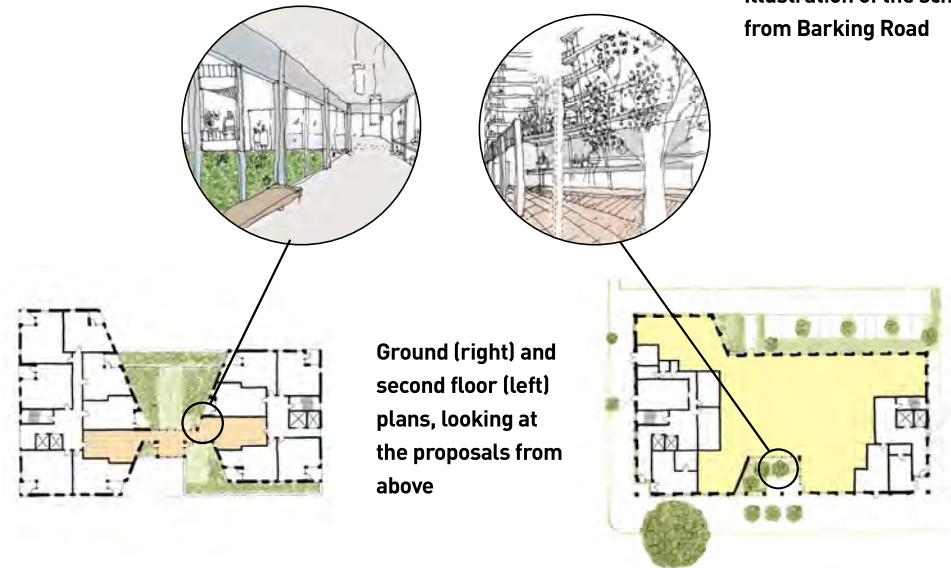 from Barking Road
Ground (right) and
second floor (left)
plans, looking at
the proposals from
above